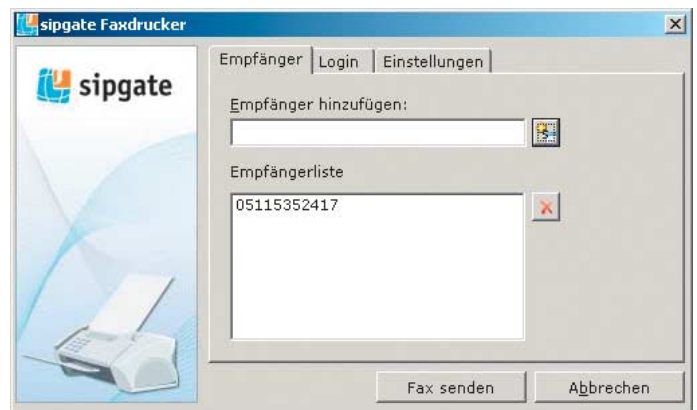 sipgate Faxdrucker
sipgate
Empfänger Login Einstellungen
Empfänger hinzufügen:
Empfängerliste
05115352417
Fax senden Abbrechen